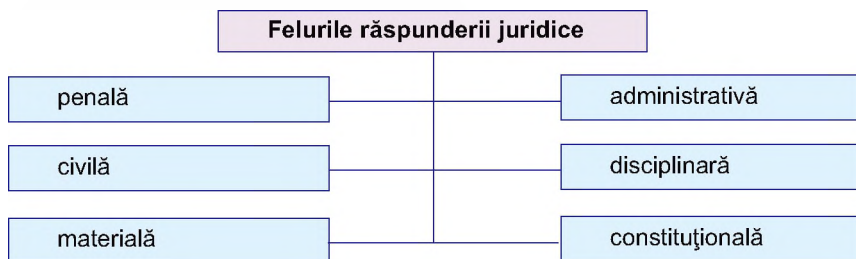 Felurile răspunderii juridice
penală
administrativă
civilă
disciplinară
materială
constituţională